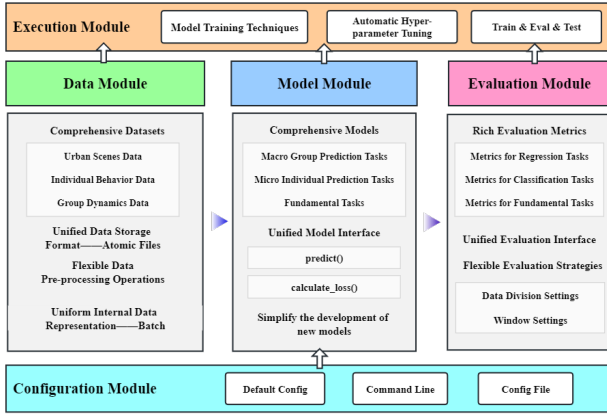 Execution Module
Model Training Techniques
Automatic Hyper-
parameter Tuning
Train & Eval & Test
Data Module
Comprehensive Datasets
Urban Scenes Data
Individual Behavior Data
Group Dynamics Data
Unified Data Storage
Format——Atomic Files
Flexible Data
Pre-processing Operations
Uniform Internal Data
Representation——Batch
Model Module
Comprehensive Models
Macro Group Prediction Tasks
Micro Individual Prediction Tasks
Fundamental Tasks
Unified Model Interface
predict()
calculate_loss()
Simplify the development of
new models
Evaluation Module
Rich Evaluation Metrics
Metrics for Regression Tasks
Metrics for Classification Tasks
Metrics for Fundamental Tasks
Unified Evaluation Interface
Flexible Evaluation Strategies
Data Division Settings
Window Settings
Configuration Module
Default Config
Command Line
Config File